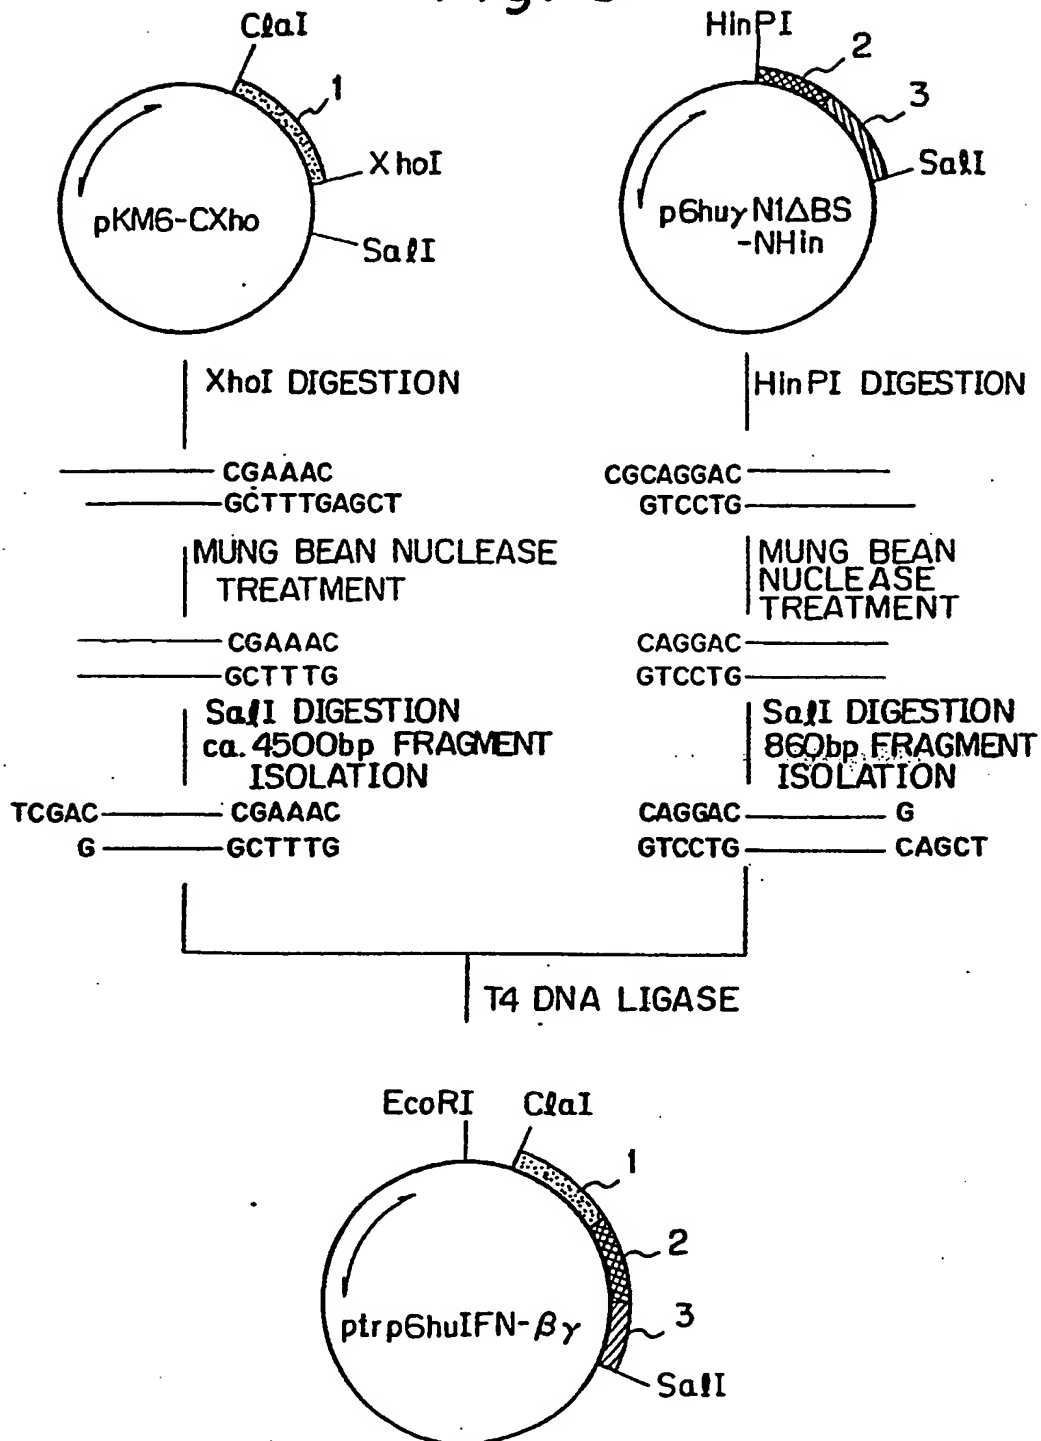 ClaI
1
XhoI
SalI
pKM6-CXho
HinPI
2
3
SalI
p6huγN1ΔBS
-NHin
XhoI DIGESTION
HinPI DIGESTION
CGAAAC
GCTTTGAGCT
CGCAGGAC
GTCCTG
MUNG BEAN NUCLEASE
TREATMENT
MUNG BEAN
NUCLEASE
TREATMENT
CGAAAC
GCTTTG
CAGGAC
GTCCTG
SalI DIGESTION
ca. 4500bp FRAGMENT
ISOLATION
SalI DIGESTION
860bp FRAGMENT
ISOLATION
TCGAC CGAAAC
G GCTTTG
CAGGAC G
GTCCTG CAGCT
T4 DNA LIGASE
EcoRI ClaI
1
2
3
SalI
ptrp6huIFN-βγ